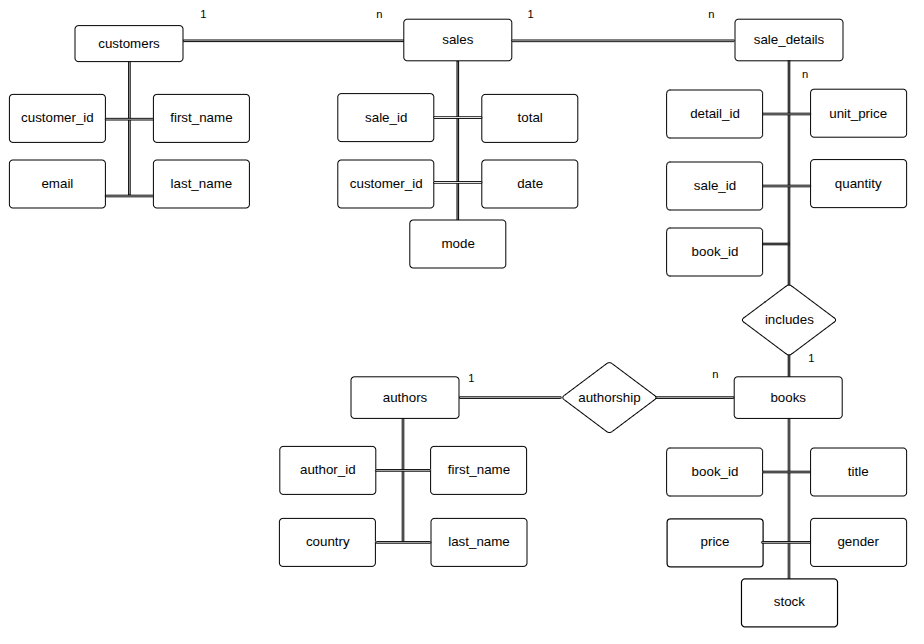 1
n
1
n
customers
sales
sale_details
n
customer_id
first_name
sale_id
total
detail_id
unit_price
email
last_name
customer_id
date
sale_id
quantity
mode
book_id
includes
1
1
n
authors
authorship
books
author_id
first_name
book_id
title
country
last_name
price
gender
stock